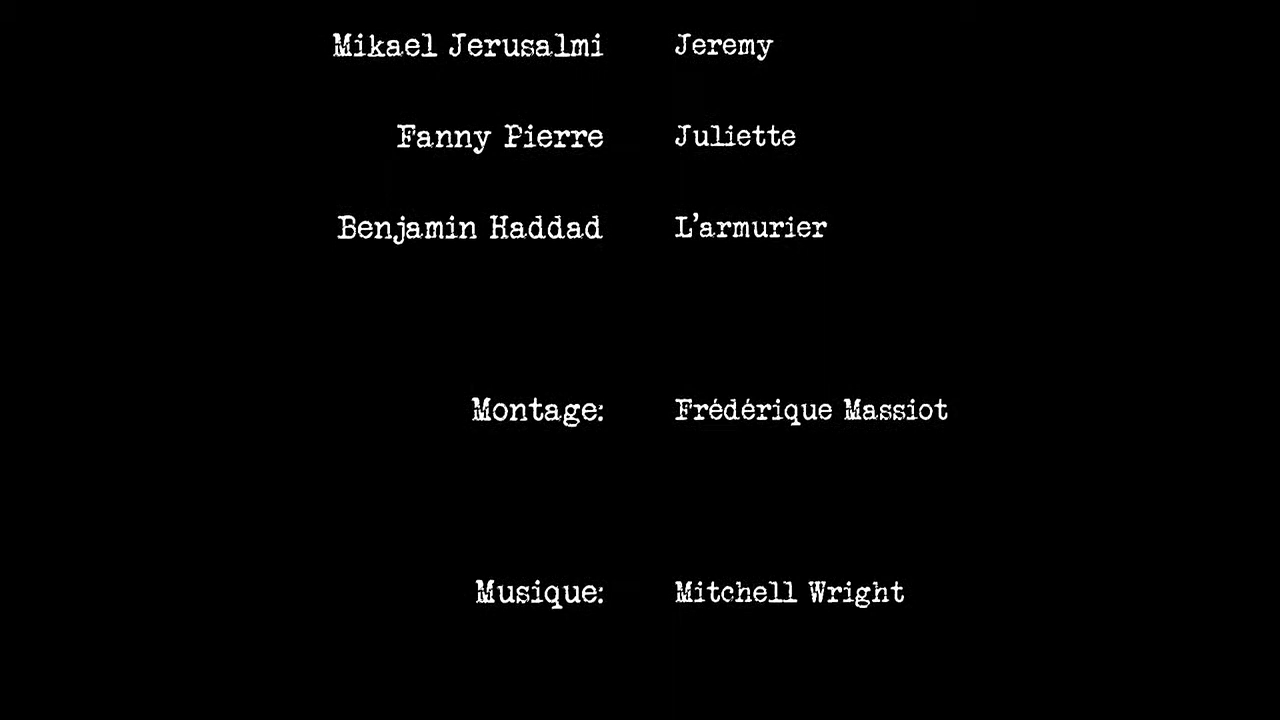 Mikael Jerusalmi Jeremy
Fanny Pierre Juliette
Benjamin Haddad L'armurier
Montage: Frédérique Massiot
Musique: Mitchell Wright